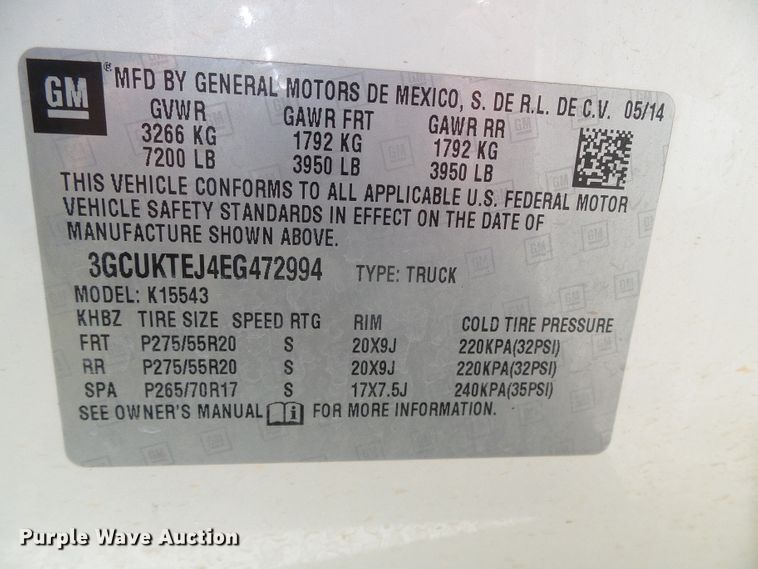 GM ® MFD BY GENERAL MOTORS DE MEXICO, S. DE R.L. DE C.V. 05/14
GVWR GAWR FRT GAWR RR
3266 KG 1792 KG 1792 KG
7200 LB 3950 LB 3950 LB
THIS VEHICLE CONFORMS TO ALL APPLICABLE U.S. FEDERAL MOTOR
VEHICLE SAFETY STANDARDS IN EFFECT ON THE DATE OF
MANUFACTURE SHOWN ABOVE.
3GCUKTEJ4EG472994 TYPE: TRUCK
MODEL: K15543
KHBZ TIRE SIZE SPEED RTG RIM COLD TIRE PRESSURE
FRT P275/55R20 S 20X9J 220KPA(32PSI)
RR P275/55R20 S 20X9J 220KPA(32PSI)
SPA P265/70R17 S 17X7.5J 240KPA(35PSI)
SEE OWNER'S MANUAL FOR MORE INFORMATION.
Purple Wave Auction